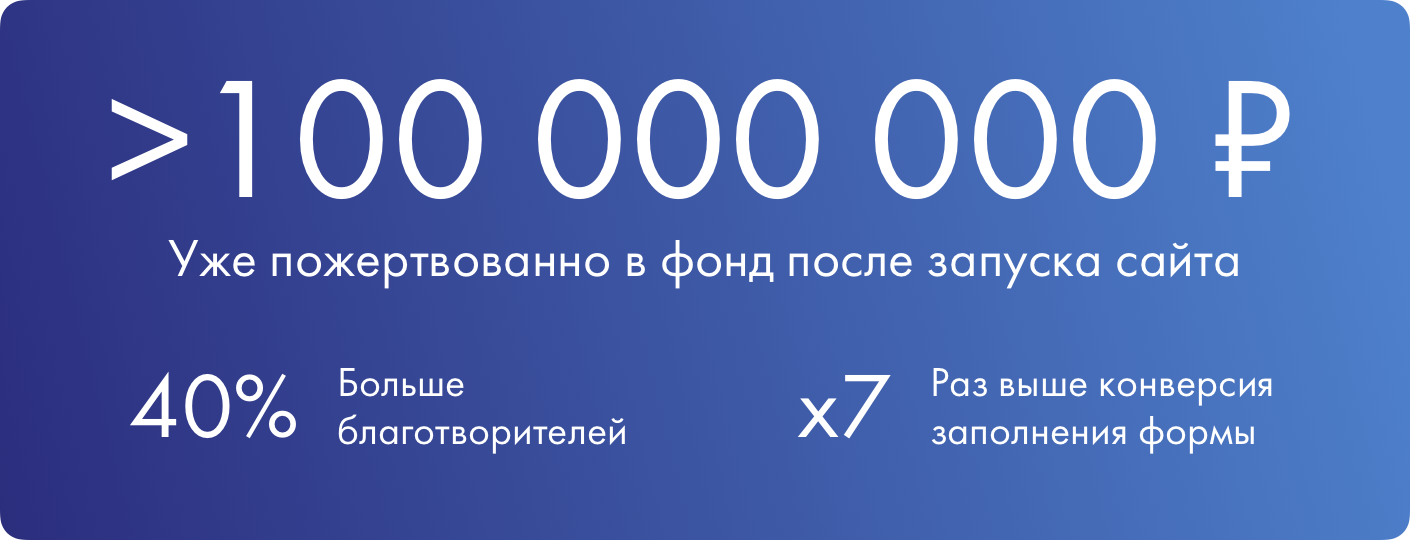 >100 000 000 ₽
Уже пожертвованно в фонд после запуска сайта
40%
Больше
благотворителей
x7
Раз выше конверсия
заполнения формы